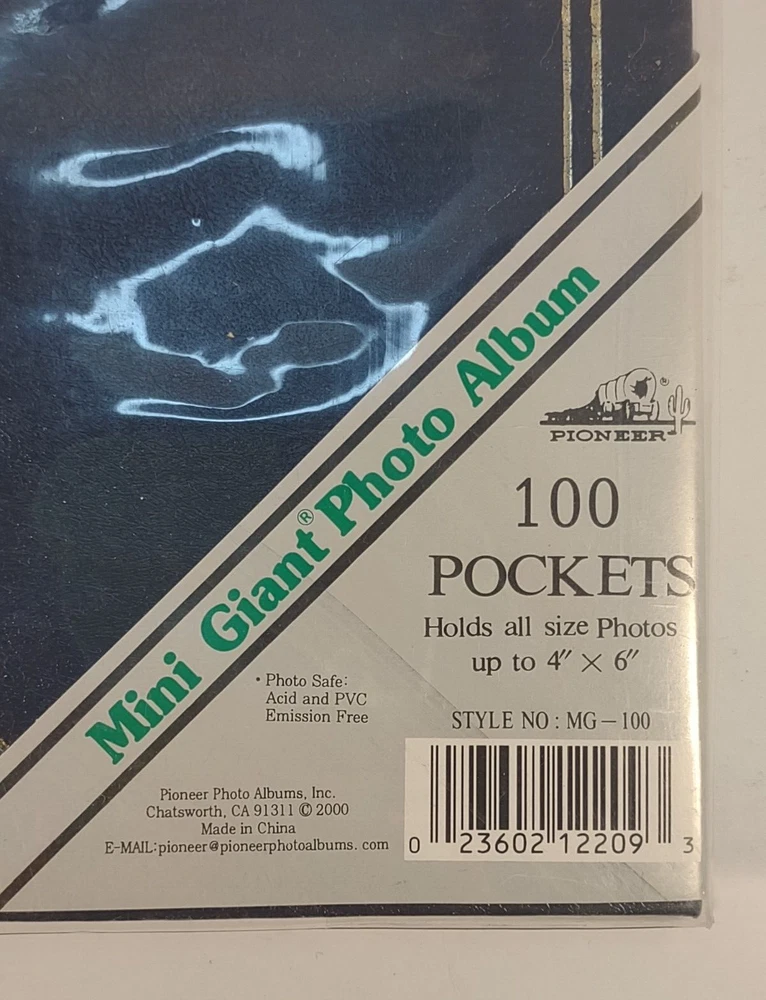 Mini Giant® Photo Album
®
PIONEER
100
POCKETS
Holds all size Photos
up to 4″ × 6″
• Photo Safe:
Acid and PVC
Emission Free
STYLE NO : MG－100
0 23602 12209 3
Pioneer Photo Albums, Inc.
Chatsworth, CA 91311 © 2000
Made in China
E-MAIL:pioneer@pioneerphotoalbums. com